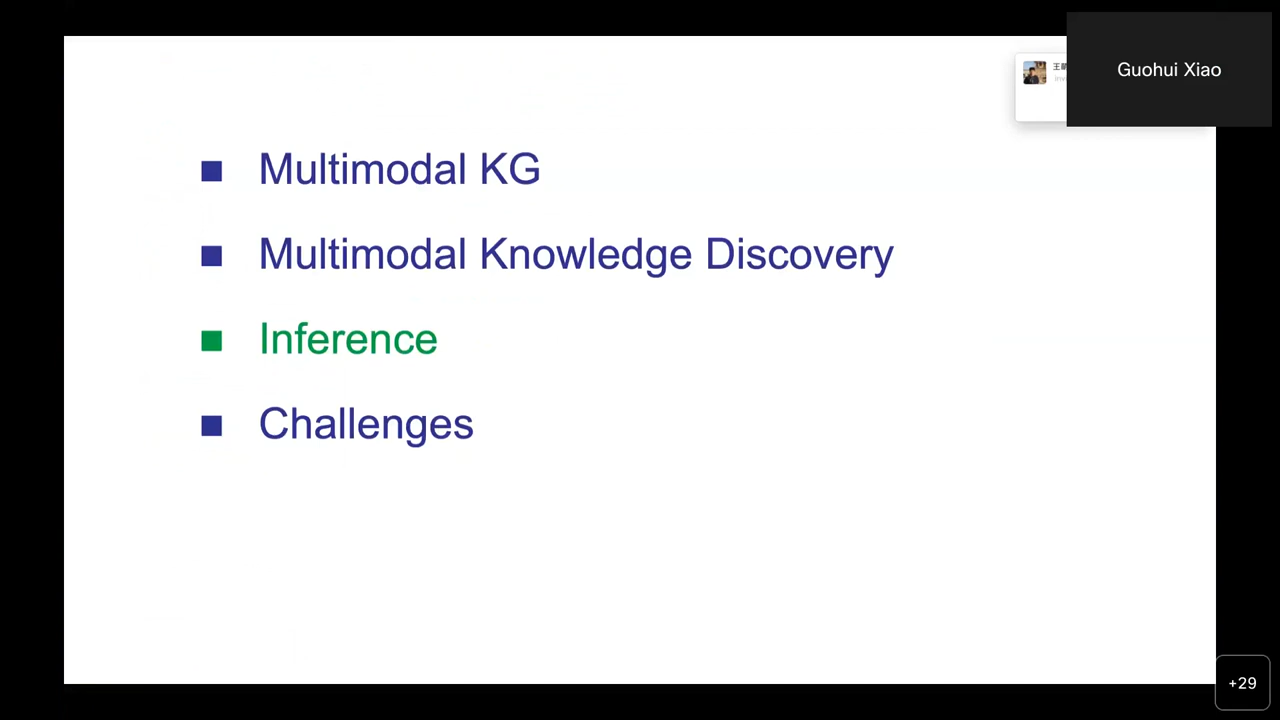 Guohui Xiao
Multimodal KG
Multimodal Knowledge Discovery
Inference
Challenges
+29